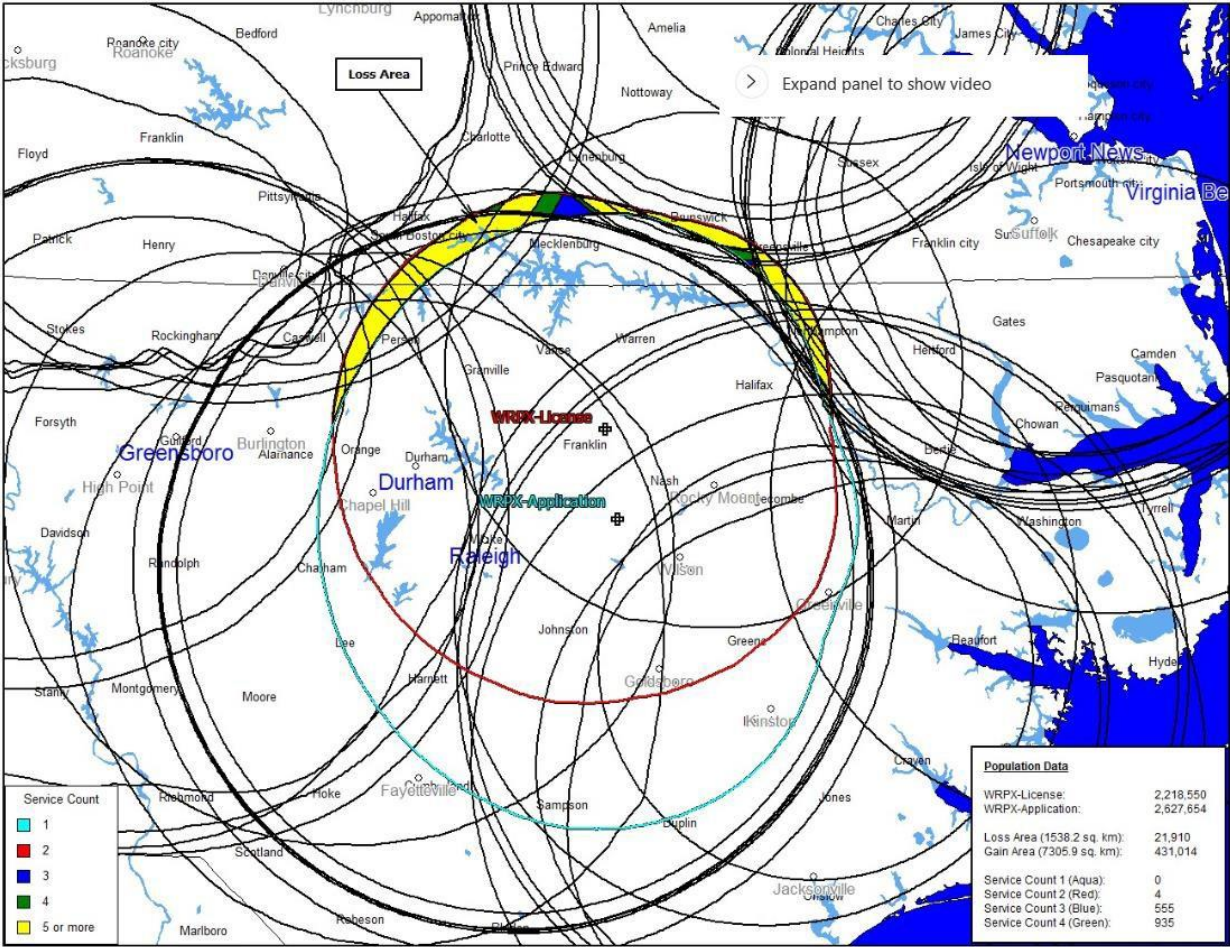 Lynchburg
Appomattox
Charles City
Bedford
Amelia
James City
Roanoke city
Roanoke
Colonial Heights
cksburg
Loss Area
Prince Edward
Expand panel to show video
Nottoway
Franklin
Charlotte
Floyd
Lunenburg
Newport News
Sussex
Isle of Wight
Portsmouth city
Pittsylvania
Virginia Be
Halifax
Brunswick
South Boston city
Suffolk
Patrick
Henry
Mecklenburg
Greensville
Franklin city
Chesapeake city
Danville city
Danville
Stokes
Rockingham
Caswell
Person
Vance
Warren
Northampton
Gates
Hertford
Camden
Granville
Pasquotank
Halifax
Perquimans
Forsyth
WRPX-License
Chowan
Guilford
Greensboro
Burlington
Alamance
Orange
Durham
Franklin
Bertie
High Point
Durham
Nash
Chapel Hill
WRPX-Application
Rocky Mount
Edgecombe
Tyrrell
Davidson
Martin
Washington
Wake
Raleigh
Randolph
Chatham
Wilson
Greenville
Johnston
Lee
Greene
Beaufort
Hyde
Harnett
Goldsboro
Stanly
Montgomery
Moore
Kinston
Craven
Population Data
WRPX-License: 2,218,550
WRPX-Application: 2,627,654
Loss Area (1538.2 sq. km): 21,910
Gain Area (7305.9 sq. km): 431,014
Service Count 1 (Aqua): 0
Service Count 2 (Red): 4
Service Count 3 (Blue): 555
Service Count 4 (Green): 935
Fayetteville
Richmond
Hoke
Sampson
Jones
Duplin
Service Count
1
2
3
4
5 or more
Scotland
Jacksonville
Onslow
Robeson
Marlboro